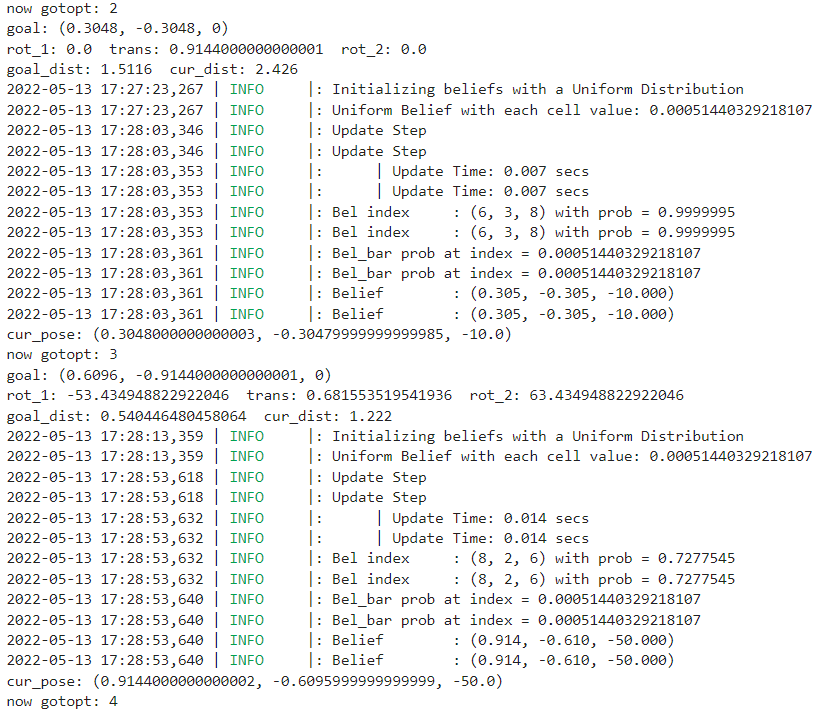 now gotopt: 2
goal: (0.3048, -0.3048, 0)
rot_1: 0.0  trans: 0.9144000000000001  rot_2: 0.0
goal_dist: 1.5116  cur_dist: 2.426
2022-05-13 17:27:23,267 | INFO     |: Initializing beliefs with a Uniform Distribution
2022-05-13 17:27:23,267 | INFO     |: Uniform Belief with each cell value: 0.00051440329218107
2022-05-13 17:28:03,346 | INFO     |: Update Step
2022-05-13 17:28:03,346 | INFO     |: Update Step
2022-05-13 17:28:03,353 | INFO     |:      | Update Time: 0.007 secs
2022-05-13 17:28:03,353 | INFO     |:      | Update Time: 0.007 secs
2022-05-13 17:28:03,353 | INFO     |: Bel index     : (6, 3, 8) with prob = 0.9999995
2022-05-13 17:28:03,353 | INFO     |: Bel index     : (6, 3, 8) with prob = 0.9999995
2022-05-13 17:28:03,361 | INFO     |: Bel_bar prob at index = 0.00051440329218107
2022-05-13 17:28:03,361 | INFO     |: Bel_bar prob at index = 0.00051440329218107
2022-05-13 17:28:03,361 | INFO     |: Belief        : (0.305, -0.305, -10.000)
2022-05-13 17:28:03,361 | INFO     |: Belief        : (0.305, -0.305, -10.000)
cur_pose: (0.3048000000000003, -0.30479999999999985, -10.0)
now gotopt: 3
goal: (0.6096, -0.9144000000000001, 0)
rot_1: -53.434948822922046  trans: 0.681553519541936  rot_2: 63.434948822922046
goal_dist: 0.540446480458064  cur_dist: 1.222
2022-05-13 17:28:13,359 | INFO     |: Initializing beliefs with a Uniform Distribution
2022-05-13 17:28:13,359 | INFO     |: Uniform Belief with each cell value: 0.00051440329218107
2022-05-13 17:28:53,618 | INFO     |: Update Step
2022-05-13 17:28:53,618 | INFO     |: Update Step
2022-05-13 17:28:53,632 | INFO     |:      | Update Time: 0.014 secs
2022-05-13 17:28:53,632 | INFO     |:      | Update Time: 0.014 secs
2022-05-13 17:28:53,632 | INFO     |: Bel index     : (8, 2, 6) with prob = 0.7277545
2022-05-13 17:28:53,632 | INFO     |: Bel index     : (8, 2, 6) with prob = 0.7277545
2022-05-13 17:28:53,640 | INFO     |: Bel_bar prob at index = 0.00051440329218107
2022-05-13 17:28:53,640 | INFO     |: Bel_bar prob at index = 0.00051440329218107
2022-05-13 17:28:53,640 | INFO     |: Belief        : (0.914, -0.610, -50.000)
2022-05-13 17:28:53,640 | INFO     |: Belief        : (0.914, -0.610, -50.000)
cur_pose: (0.9144000000000002, -0.6095999999999999, -50.0)
now gotopt: 4